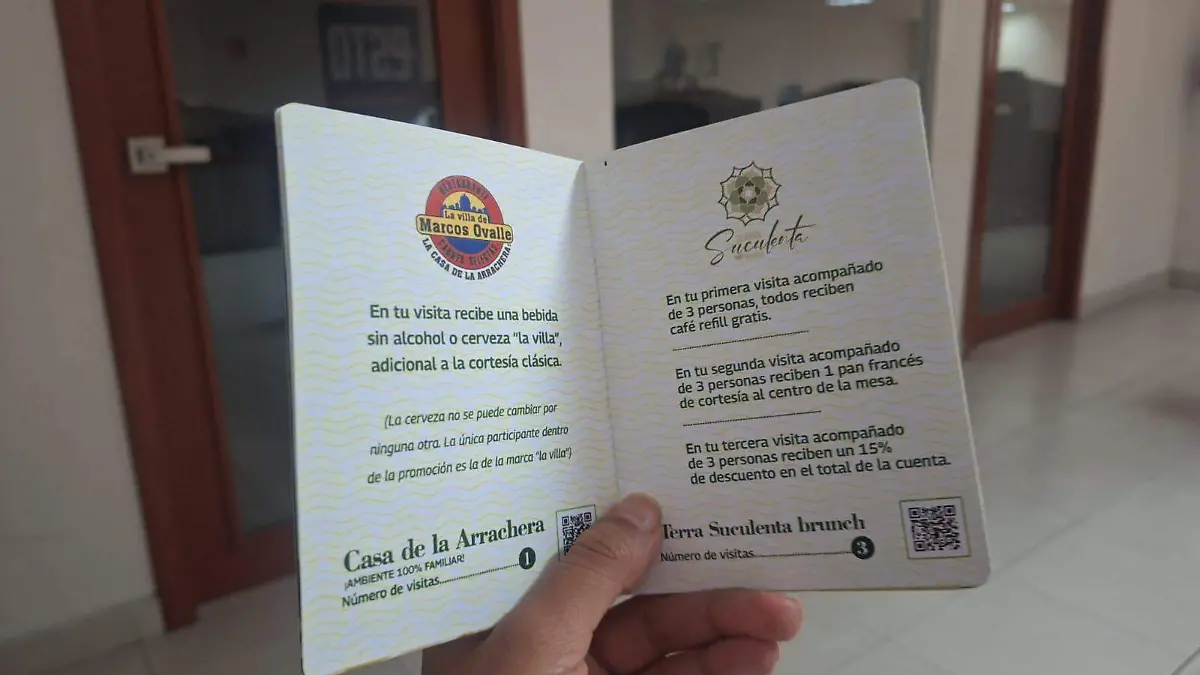 RESTAURANTE
La villa de
Marcos Ovalle
CARNES SELECTAS
LA CASA DE LA ARRACHERA
En tu visita recibe una bebida
sin alcohol o cerveza "la villa",
adicional a la cortesía clásica.
(La cerveza no se puede cambiar por
ninguna otra. La única participante dentro
de la promoción es la de la marca "la villa")
Casa de la Arrachera
¡AMBIENTE 100% FAMILIAR!
Número de visitas 1
Suculenta
En tu primera visita acompañado
de 3 personas, todos reciben
café refill gratis.
En tu segunda visita acompañado
de 3 personas reciben 1 pan francés
de cortesía al centro de la mesa.
En tu tercera visita acompañado
de 3 personas reciben un 15%
de descuento en el total de la cuenta.
Terra Suculenta brunch
Número de visitas 3